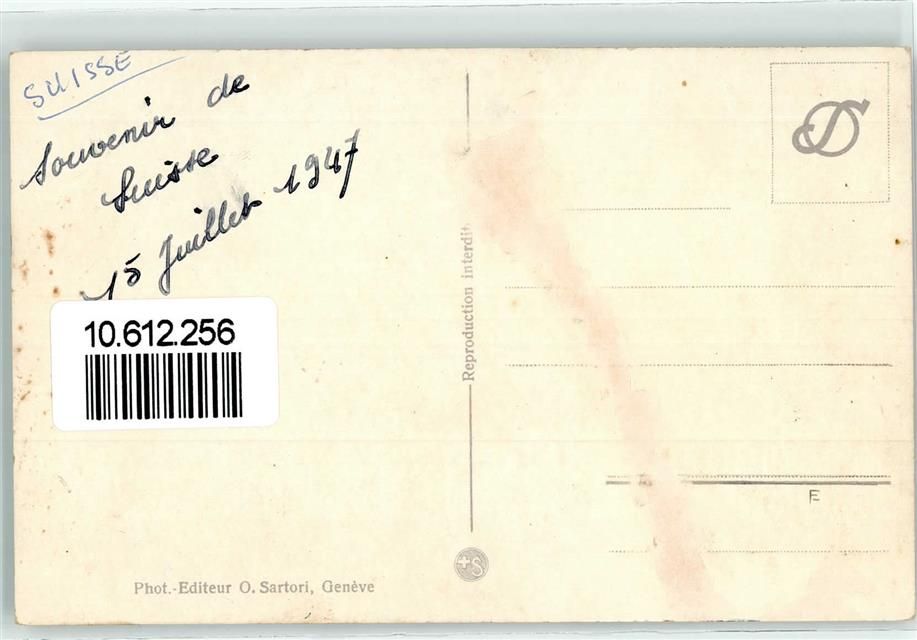 SUISSE
Souvenir de
Suisse
15 Juillet 1947
10.612.256
Reproduction interdite
E
Phot.-Editeur O. Sartori, Genève